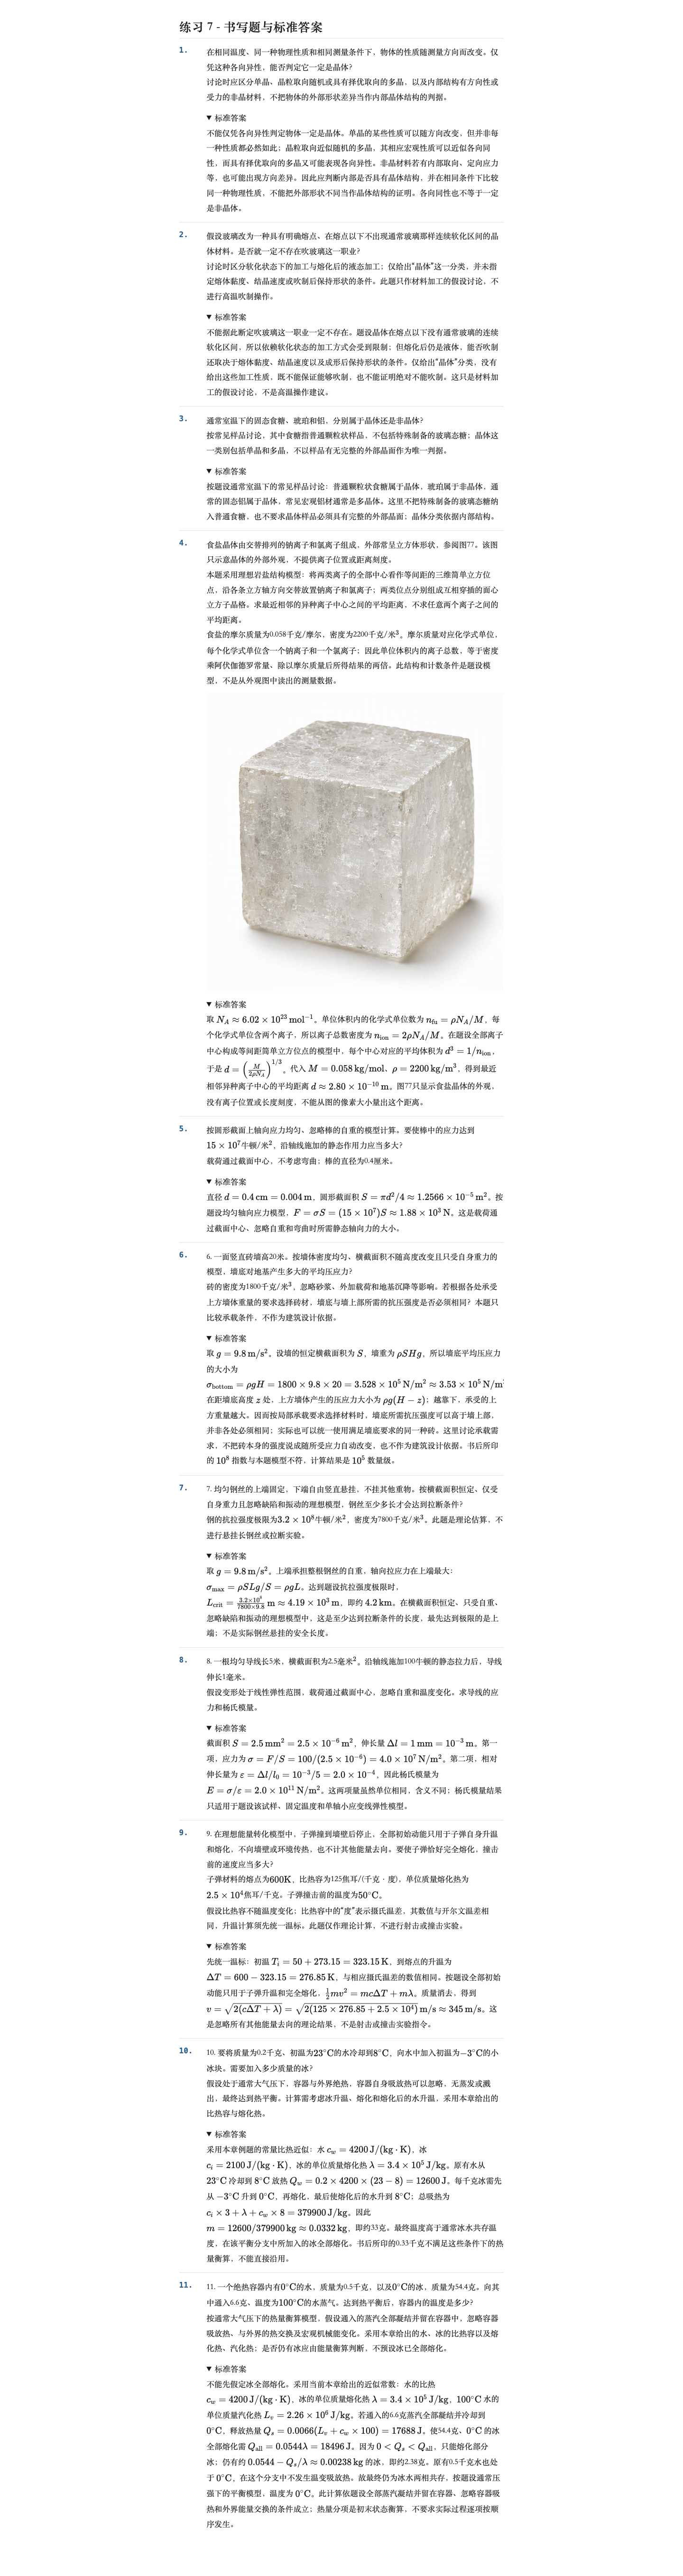 练习 7 - 书写题与标准答案
1. 在相同温度、同一种物理性质和相同测量条件下，物体的性质随测量方向而改变。仅
凭这种各向异性，能否判定它一定是晶体？
讨论时应区分单晶、晶粒取向随机或具有择优取向的多晶，以及内部结构有方向性或
受力的非晶材料，不把物体的外部形状差异当作内部晶体结构的判据。
▼ 标准答案
不能仅凭各向异性判定物体一定是晶体。单晶的某些性质可以随方向改变，但并非每
一种性质都必然如此；晶粒取向近似随机的多晶，其相应宏观性质可以近似各向同
性，而具有择优取向的多晶又可能表现各向异性。非晶材料若有内部取向、定向应力
等，也可能出现方向差异。因此应判断内部是否具有晶体结构，并在相同条件下比较
同一种物理性质，不能把外部形状不同当作晶体结构的证明。各向同性也不等于一定
是非晶体。
2. 假设玻璃改为一种具有明确熔点、在熔点以下不出现通常玻璃那样连续软化区间的晶
体材料。是否就一定不存在吹玻璃这一职业？
讨论时区分软化状态下的加工与熔化后的液态加工；仅给出“晶体”这一分类，并未指
定熔体黏度、结晶速度或吹制后保持形状的条件。此题只作材料加工的假设讨论，不
进行高温吹制操作。
▼ 标准答案
不能据此断定吹玻璃这一职业一定不存在。题设晶体在熔点以下没有通常玻璃的连续
软化区间，所以依赖软化状态的加工方式会受到限制；但熔化后仍是液体，能否吹制
还取决于熔体黏度、结晶速度以及成形后保持形状的条件。仅给出“晶体”分类，没有
给出这些加工性质，既不能保证能够吹制，也不能证明绝对不能吹制。这只是材料加
工的假设讨论，不是高温操作建议。
3. 通常室温下的固态食糖、琥珀和铝，分别属于晶体还是非晶体？
按常见样品讨论，其中食糖指普通颗粒状样品，不包括特殊制备的玻璃态糖；晶体这
一类别包括单晶和多晶，不以样品有无完整的外部晶面作为唯一判据。
▼ 标准答案
按题设通常室温下的常见样品讨论：普通颗粒状食糖属于晶体，琥珀属于非晶体，通
常的固态铝属于晶体，常见宏观铝材通常是多晶体。这里不把特殊制备的玻璃态糖纳
入普通食糖，也不要求晶体样品必须具有完整的外部晶面；晶体分类依据内部结构。
4. 食盐晶体由交替排列的钠离子和氯离子组成，外部常呈立方体形状，参阅图77。该图
只示意晶体的外部外观，不提供离子位置或距离刻度。
本题采用理想岩盐结构模型：将两类离子的全部中心看作等间距的三维简单立方位
点，沿各条立方轴方向交替放置钠离子和氯离子；两类位点分别组成互相穿插的面心
立方子晶格。求最近相邻的异种离子中心之间的平均距离，不求任意两个离子之间的
平均距离。
食盐的摩尔质量为0.058千克/摩尔，密度为2200千克/米³。摩尔质量对应化学式单位，
每个化学式单位含一个钠离子和一个氯离子；因此单位体积内的离子总数，等于密度
乘阿伏伽德罗常量、除以摩尔质量后所得结果的两倍。此结构和计数条件是题设模
型，不是从外观图中读出的测量数据。
▼ 标准答案
取 N_A ≈ 6.02 × 10²³ mol⁻¹。单位体积内的化学式单位数为 n_fu = ρN_A/M，每
个化学式单位含两个离子，所以离子总数密度为 n_ion = 2ρN_A/M。在题设全部离子
中心构成等间距简单立方位点的模型中，每个中心对应的平均体积为 d³ = 1/n_ion，
于是 d = (M/2ρN_A)^1/3。代入 M = 0.058 kg/mol、ρ = 2200 kg/m³，得到最近
相邻异种离子中心的平均距离 d ≈ 2.80 × 10⁻¹⁰ m。图77只显示食盐晶体的外观，
没有离子位置或长度刻度，不能从图的像素大小量出这个距离。
5. 按圆形截面上轴向应力均匀、忽略棒的自重的模型计算。要使棒中的应力达到
15 × 10⁷牛顿/米²，沿轴线施加的静态作用力应当多大？
载荷通过截面中心，不考虑弯曲；棒的直径为0.4厘米。
▼ 标准答案
直径 d = 0.4 cm = 0.004 m，圆形截面积 S = πd²/4 ≈ 1.2566 × 10⁻⁵ m²。按
题设均匀轴向应力模型，F = σS = (15 × 10⁷)S ≈ 1.88 × 10³ N。这是载荷通
过截面中心、忽略自重和弯曲时所需静态轴向力的大小。
6. 6. 一面竖直砖墙高20米。按墙体密度均匀、横截面积不随高度改变且只受自身重力的
模型，墙底对地基产生多大的平均压应力？
砖的密度为1800千克/米³，忽略砂浆、外加载荷和地基沉降等影响。若根据各处承受
上方墙体重量的要求选择砖材，墙底与墙上部所需的抗压强度是否必须相同？本题只
比较承载条件，不作为建筑设计依据。
▼ 标准答案
取 g = 9.8 m/s²。设墙的恒定横截面积为 S，墙重为 ρSHg，所以墙底平均压应力
的大小为
σ_bottom = ρgH = 1800 × 9.8 × 20 = 3.528 × 10⁵ N/m² ≈ 3.53 × 10⁵ N/m
在距墙底高度 z 处，上方墙体产生的压应力大小为 ρg(H − z)；越靠下，承受的上
方重量越大。因而按局部承载要求选择材料时，墙底所需抗压强度可以高于墙上部，
并非各处必须相同；实际也可以统一使用满足墙底要求的同一种砖。这里讨论承载需
求，不把砖本身的强度说成随所受应力自动改变，也不作为建筑设计依据。书后所印
的 10⁸ 指数与本题模型不符，计算结果是 10⁵ 数量级。
7. 7. 均匀钢丝的上端固定，下端自由竖直悬挂，不挂其他重物。按横截面积恒定、仅受
自身重力且忽略缺陷和振动的理想模型，钢丝至少多长才会达到拉断条件？
钢的抗拉强度极限为3.2 × 10⁸牛顿/米²，密度为7800千克/米³。此题是理论估算，不
进行悬挂长钢丝或拉断实验。
▼ 标准答案
取 g = 9.8 m/s²。上端承担整根钢丝的自重，轴向拉应力在上端最大：
σ_max = ρSLg/S = ρgL。达到题设抗拉强度极限时，
L_crit = 3.2×10⁸/7800×9.8 m ≈ 4.19 × 10³ m，即约 4.2 km。在横截面积恒定、只受自重、
忽略缺陷和振动的理想模型中，这是至少达到拉断条件的长度，最先达到极限的是上
端；不是实际钢丝悬挂的安全长度。
8. 8. 一根均匀导线长5米，横截面积为2.5毫米²。沿轴线施加100牛顿的静态拉力后，导线
伸长1毫米。
假设变形处于线性弹性范围，载荷通过截面中心，忽略自重和温度变化。求导线的应
力和杨氏模量。
▼ 标准答案
截面积 S = 2.5 mm² = 2.5 × 10⁻⁶ m²，伸长量 Δl = 1 mm = 10⁻³ m。第一
项，应力为 σ = F/S = 100/(2.5 × 10⁻⁶) = 4.0 × 10⁷ N/m²。第二项，相对
伸长量为 ε = Δl/l₀ = 10⁻³/5 = 2.0 × 10⁻⁴，因此杨氏模量为
E = σ/ε = 2.0 × 10¹¹ N/m²。这两项量虽然单位相同，含义不同；杨氏模量结果
只适用于题设该试样、固定温度和单轴小应变线弹性模型。
9. 9. 在理想能量转化模型中，子弹撞到墙壁后停止，全部初始动能只用于子弹自身升温
和熔化，不向墙壁或环境传热，也不计其他能量去向。要使子弹恰好完全熔化，撞击
前的速度应当多大？
子弹材料的熔点为600K，比热容为125焦耳/(千克 · 度)，单位质量熔化热为
2.5 × 10⁴焦耳/千克。子弹撞击前的温度为50°C。
假设比热容不随温度变化；比热容中的“度”表示摄氏温差，其数值与开尔文温差相
同，升温计算须先统一温标。此题仅作理论计算，不进行射击或撞击实验。
▼ 标准答案
先统一温标：初温 T_i = 50 + 273.15 = 323.15 K，到熔点的升温为
ΔT = 600 − 323.15 = 276.85 K，与相应摄氏温差的数值相同。按题设全部初始
动能只用于子弹升温和完全熔化，½mv² = mcΔT + mλ。质量消去，得到
v = √2(cΔT + λ) = √2(125 × 276.85 + 2.5 × 10⁴) m/s ≈ 345 m/s。这
是忽略所有其他能量去向的理论结果，不是射击或撞击实验指令。
10. 10. 要将质量为0.2千克、初温为23°C的水冷却到8°C，向水中加入初温为−3°C的小
冰块。需要加入多少质量的冰？
假设处于通常大气压下，容器与外界绝热，容器自身吸放热可以忽略，无蒸发或溅
出，最终达到热平衡。计算需考虑冰升温、熔化和熔化后的水升温，采用本章给出的
比热容与熔化热。
▼ 标准答案
采用本章例题的常量比热近似：水 c_w = 4200 J/(kg · K)，冰
c_i = 2100 J/(kg · K)，冰的单位质量熔化热 λ = 3.4 × 10⁵ J/kg。原有水从
23°C 冷却到 8°C 放热 Q_w = 0.2 × 4200 × (23 − 8) = 12600 J。每千克冰需先
从 −3°C 升到 0°C，再熔化，最后使熔化后的水升到 8°C；总吸热为
c_i × 3 + λ + c_w × 8 = 379900 J/kg。因此
m = 12600/379900 kg ≈ 0.0332 kg，即约33克。最终温度高于通常冰水共存温
度，在该平衡分支中所加入的冰全部熔化。书后所印的0.33千克不满足这些条件下的热
量衡算，不能直接沿用。
11. 11. 一个绝热容器内有0°C的水，质量为0.5千克，以及0°C的冰，质量为54.4克。向其
中通入6.6克、温度为100°C的水蒸气。达到热平衡后，容器内的温度是多少？
按通常大气压下的热量衡算模型，假设通入的蒸汽全部凝结并留在容器中，忽略容器
吸放热、与外界的热交换及宏观机械能变化。采用本章给出的水、冰的比热容以及熔
化热、汽化热；是否仍有冰应由能量衡算判断，不预设冰已全部熔化。
▼ 标准答案
不能先假定冰全部熔化。采用当前本章给出的近似常数：水的比热
c_w = 4200 J/(kg · K)，冰的单位质量熔化热 λ = 3.4 × 10⁵ J/kg，100°C 水的
单位质量汽化热 L_v = 2.26 × 10⁶ J/kg。若通入的6.6克蒸汽全部凝结并冷却到
0°C，释放热量 Q_s = 0.0066(L_v + c_w × 100) = 17688 J。使54.4克、0°C 的冰
全部熔化需 Q_all = 0.0544λ = 18496 J。因为 0 < Q_s < Q_all，只能熔化部分
冰；仍有约 0.0544 − Q_s/λ ≈ 0.00238 kg 的冰，即约2.38克。原有0.5千克水也处
于 0°C，在这个分支中不发生温度变吸放热。故最终仍为冰水两相共存，按题设通常压
强下的平衡模型，温度为 0°C。此计算依题设全部蒸汽凝结并留在容器、忽略容器吸
热和外界能量交换的条件成立；热量分项是初末状态衡算，不要求实际过程逐项按顺
序发生。